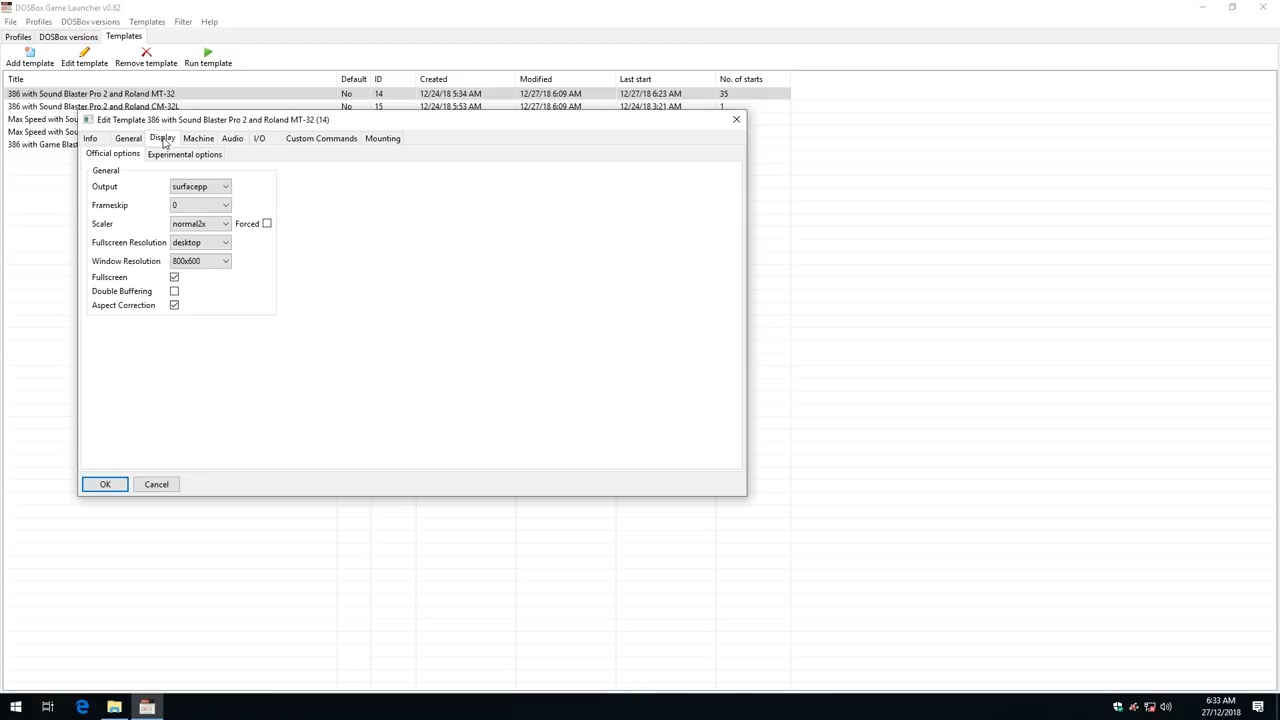 DOSBox Game Launcher v0.82
File Profiles DOSBox versions Templates Filter Help
Profiles DOSBox versions Templates
Add template Edit template Remove template Run template
Title Default ID Created Modified Last start No. of starts
386 with Sound Blaster Pro 2 and Roland MT-32 No 14 12/24/18 5:34 AM 12/27/18 6:09 AM 12/27/18 6:23 AM 35
386 with Sound Blaster Pro 2 and Roland CM-32L No 15 12/24/18 5:53 AM 12/27/18 6:09 AM 12/24/18 3:21 AM 1
Max Speed with Sou
Max Speed with Sou
386 with Game Blast
Edit Template 386 with Sound Blaster Pro 2 and Roland MT-32 (14)
Info General Display Machine Audio I/O Custom Commands Mounting
Official options Experimental options
General
Output surfacepp
Frameskip 0
Scaler normal2x Forced
Fullscreen Resolution desktop
Window Resolution 800x600
Fullscreen
Double Buffering
Aspect Correction
OK Cancel
6:33 AM
27/12/2018